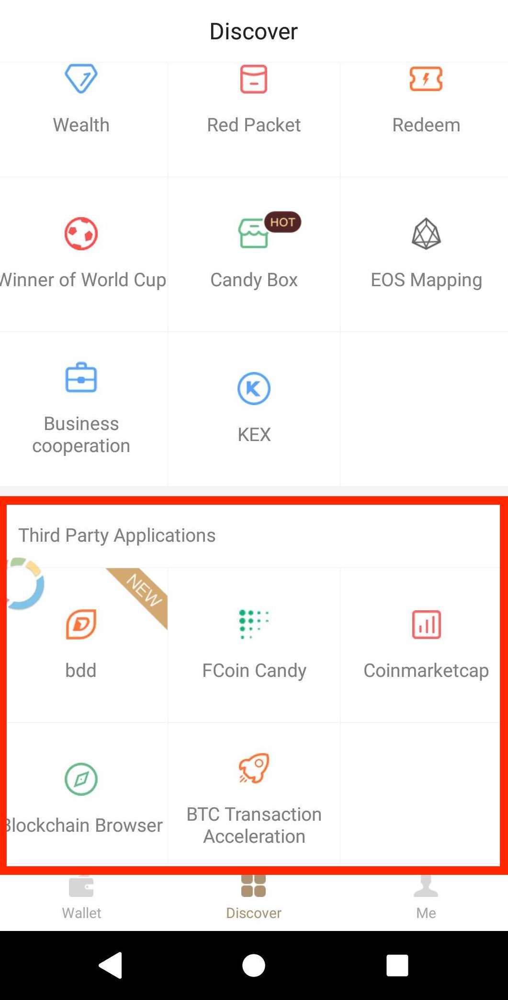 Discover
Wealth
Red Packet
Redeem
Winner of World Cup
HOT
Candy Box
EOS Mapping
Business
cooperation
KEX
Third Party Applications
NEW
bdd
FCoin Candy
Coinmarketcap
Blockchain Browser
BTC Transaction
Acceleration
Wallet
Discover
Me